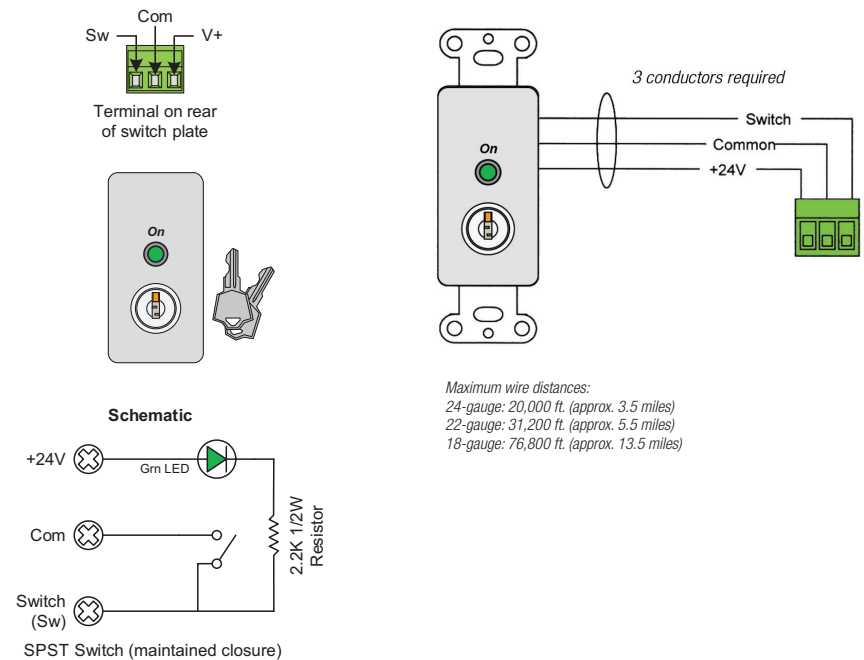 Com
Sw
V+
Terminal on rear
of switch plate
On
3 conductors required
On
Switch
Common
+24V
Maximum wire distances:
24-gauge: 20,000 ft. (approx. 3.5 miles)
22-gauge: 31,200 ft. (approx. 5.5 miles)
18-gauge: 76,800 ft. (approx. 13.5 miles)
Schematic
+24V
Grn LED
Com
2.2K 1/2W
Resistor
Switch
(Sw)
SPST Switch (maintained closure)